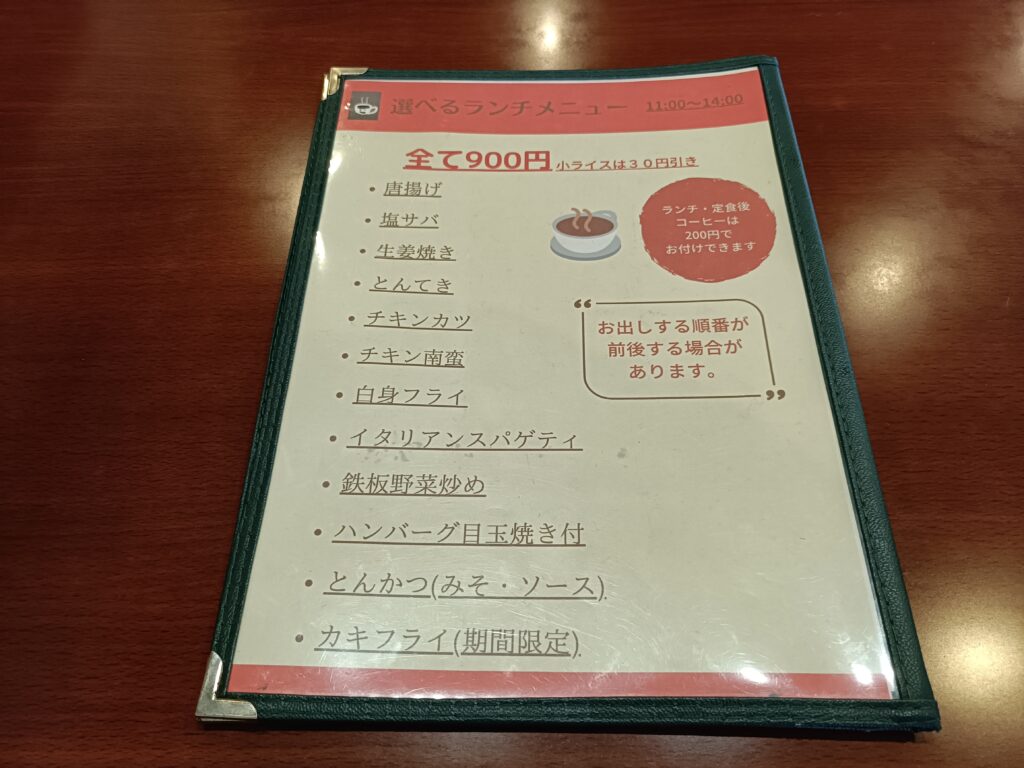 選べるランチメニュー 11:00～14:00
全て900円 小ライスは３０円引き
・唐揚げ
・塩サバ
・生姜焼き
・とんてき
・チキンカツ
・チキン南蛮
・白身フライ
・イタリアンスパゲティ
・鉄板野菜炒め
・ハンバーグ目玉焼き付
・とんかつ(みそ・ソース)
・カキフライ(期間限定)
ランチ・定食後
コーヒーは
200円で
お付けできます
❝
お出しする順番が
前後する場合が
あります。
❞